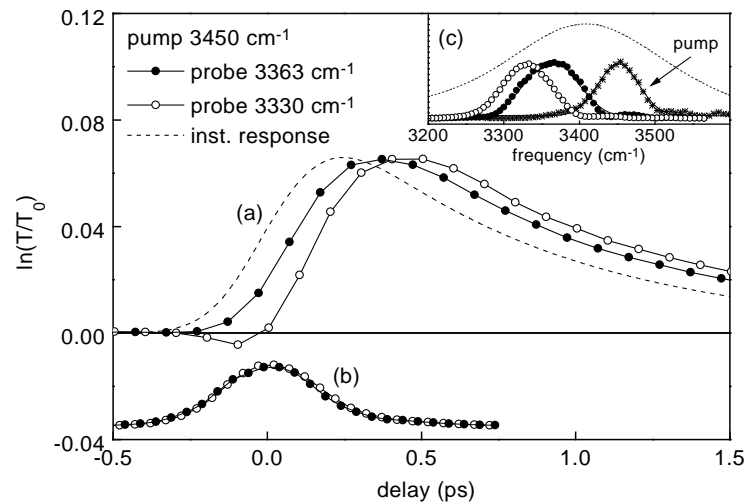 0.12
0.08
0.04
0.00
-0.04
ln(T/T0)
pump 3450 cm-1
probe 3363 cm-1
probe 3330 cm-1
inst. response
(a)
(b)
(c)
pump
3200
3300
3400
3500
frequency (cm-1)
-0.5
0.0
0.5
1.0
1.5
delay (ps)